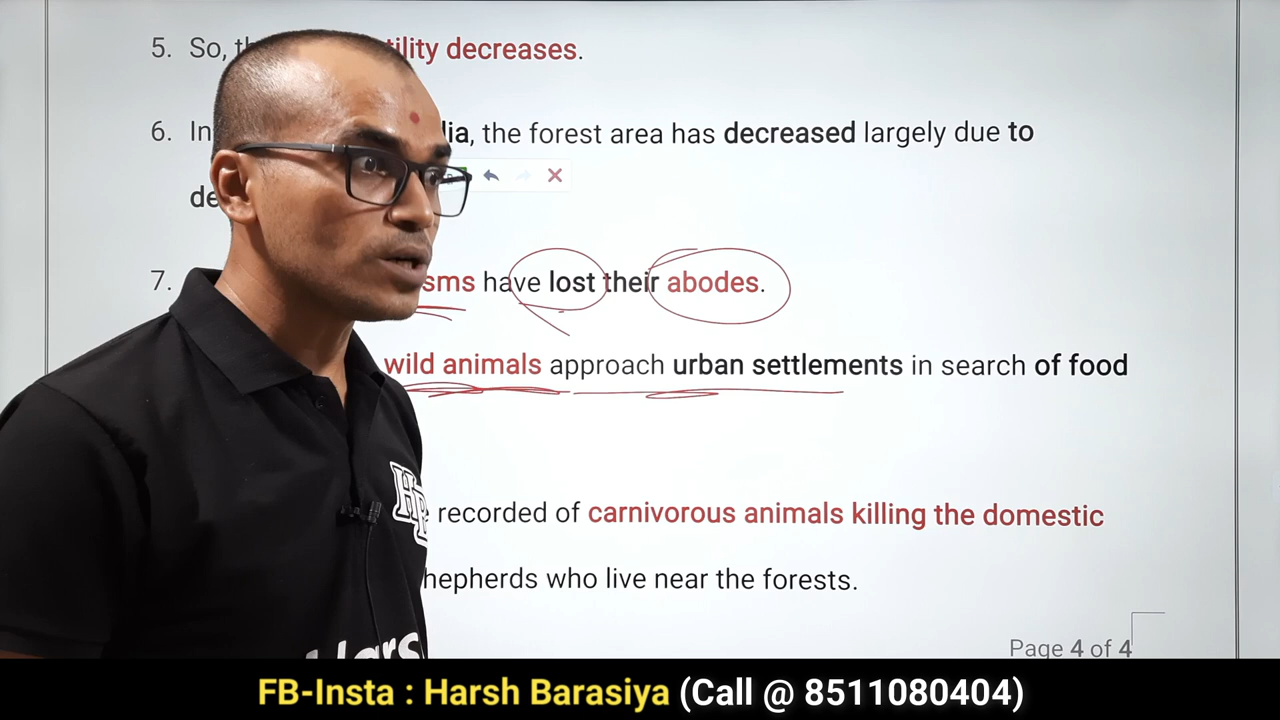 5. So, tility decreases.
6. In lia, the forest area has decreased largely due to
de
7. sms have lost their abodes.
wild animals approach urban settlements in search of food
recorded of carnivorous animals killing the domestic
hepherds who live near the forests.
Page 4 of 4
FB-Insta : Harsh Barasiya (Call @ 8511080404)